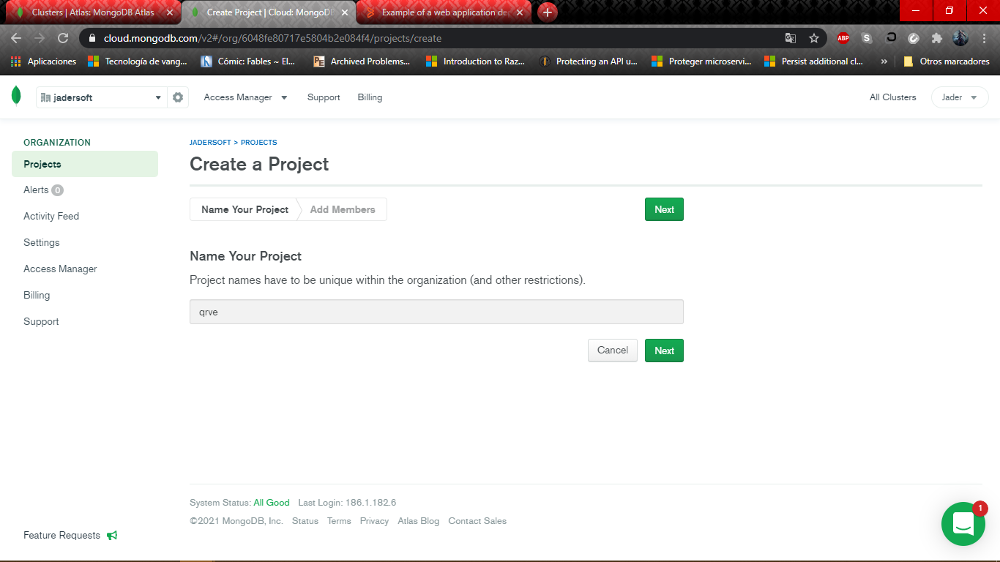 Clusters | Atlas: MongoDB Atlas
Create Project | Cloud: MongoDB
Example of a web application de
cloud.mongodb.com/v2#/org/6048fe80717e5804b2e084f4/projects/create
ABP
Aplicaciones
Tecnología de vang...
Cómic: Fables ~ El...
Archived Problems...
Introduction to Raz...
Protecting an API u...
Proteger microservi...
Persist additional cl...
»
Otros marcadores
jadersoft
Access Manager
Support
Billing
All Clusters
Jader
ORGANIZATION
Projects
Alerts 0
Activity Feed
Settings
Access Manager
Billing
Support
JADERSOFT > PROJECTS
Create a Project
Name Your Project
Add Members
Next
Name Your Project
Project names have to be unique within the organization (and other restrictions).
qrve
Cancel
Next
System Status: All Good Last Login: 186.1.182.6
©2021 MongoDB, Inc. Status Terms Privacy Atlas Blog Contact Sales
Feature Requests
1